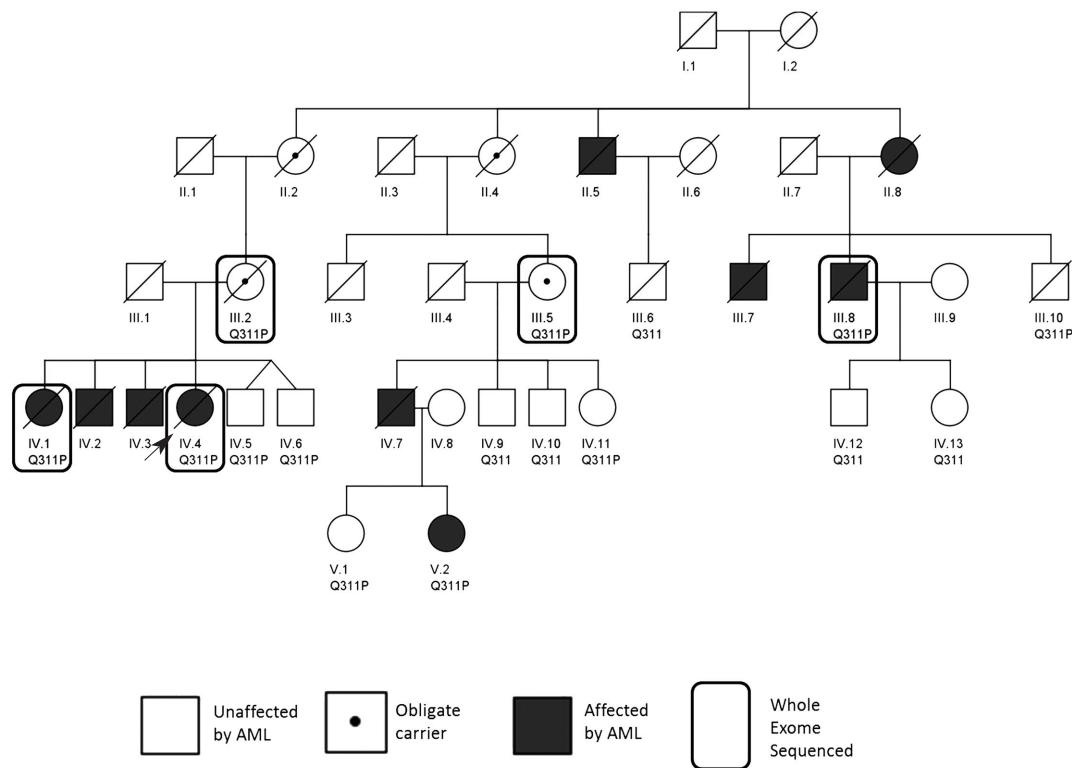 I.1 I.2
II.1 II.2 II.3 II.4 II.5 II.6 II.7 II.8
III.1 III.2 III.3 III.4 III.5 III.6 III.7 III.8 III.9 III.10
Q311P Q311P Q311 Q311P Q311P
IV.1 IV.2 IV.3 IV.4 IV.5 IV.6 IV.7 IV.8 IV.9 IV.10 IV.11 IV.12 IV.13
Q311P Q311P Q311P Q311P Q311 Q311 Q311P Q311 Q311
V.1 V.2
Q311P Q311P
Unaffected
by AML
Obligate
carrier
Affected
by AML
Whole
Exome
Sequenced